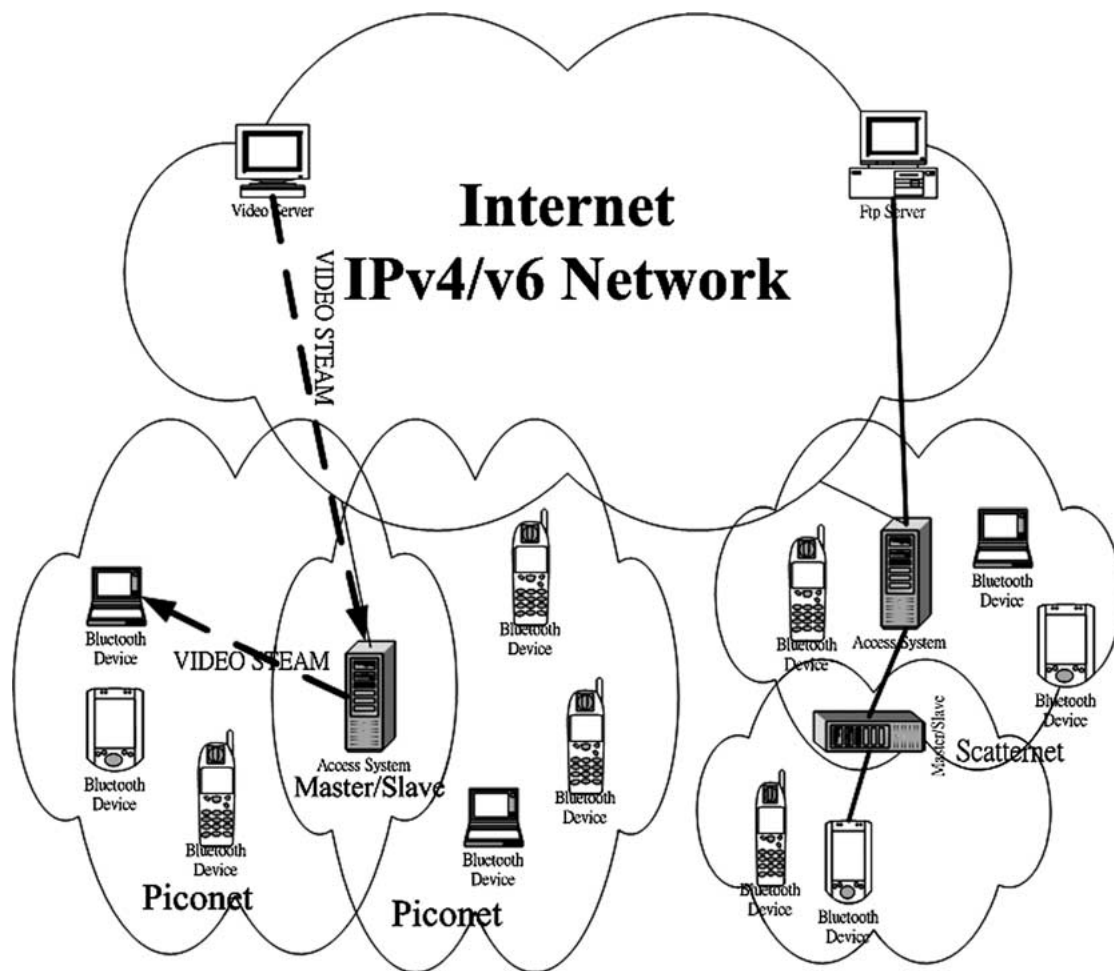 Video Server
Ftp Server
Internet
IPv4/v6 Network
VIDEO STEAM
Bluetooth
Device
VIDEO STEAM
Bluetooth
Device
Bluetooth
Device
Piconet
Access System
Master/Slave
Bluetooth
Device
Bluetooth
Device
Bluetooth
Device
Piconet
Bluetooth
Device
Access System
Bluetooth
Device
Bluetooth
Device
Master/Slave
Scatternet
Bluetooth
Device
Bluetooth
Device